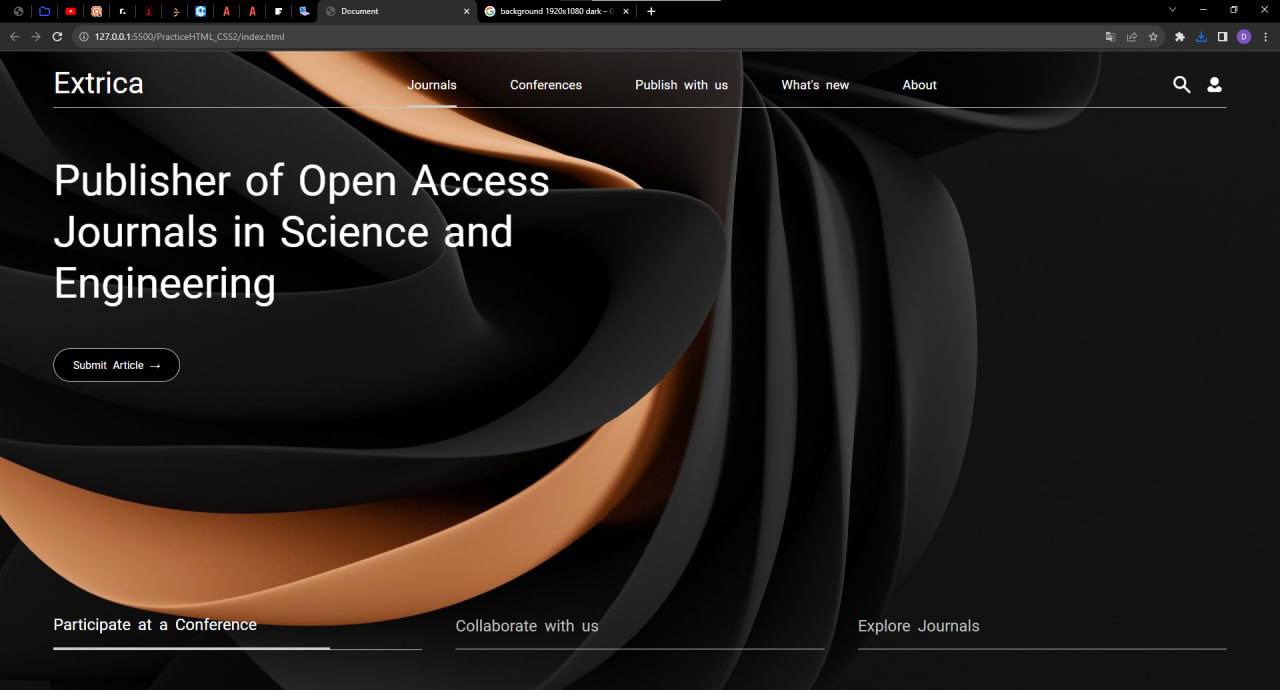 Document
background 1920x1080 dark -
127.0.0.1:5500/PracticeHTML_CSS2/index.html
Extrica
Journals
Conferences
Publish with us
What's new
About
Publisher of Open Access
Journals in Science and
Engineering
Submit Article →
Participate at a Conference
Collaborate with us
Explore Journals